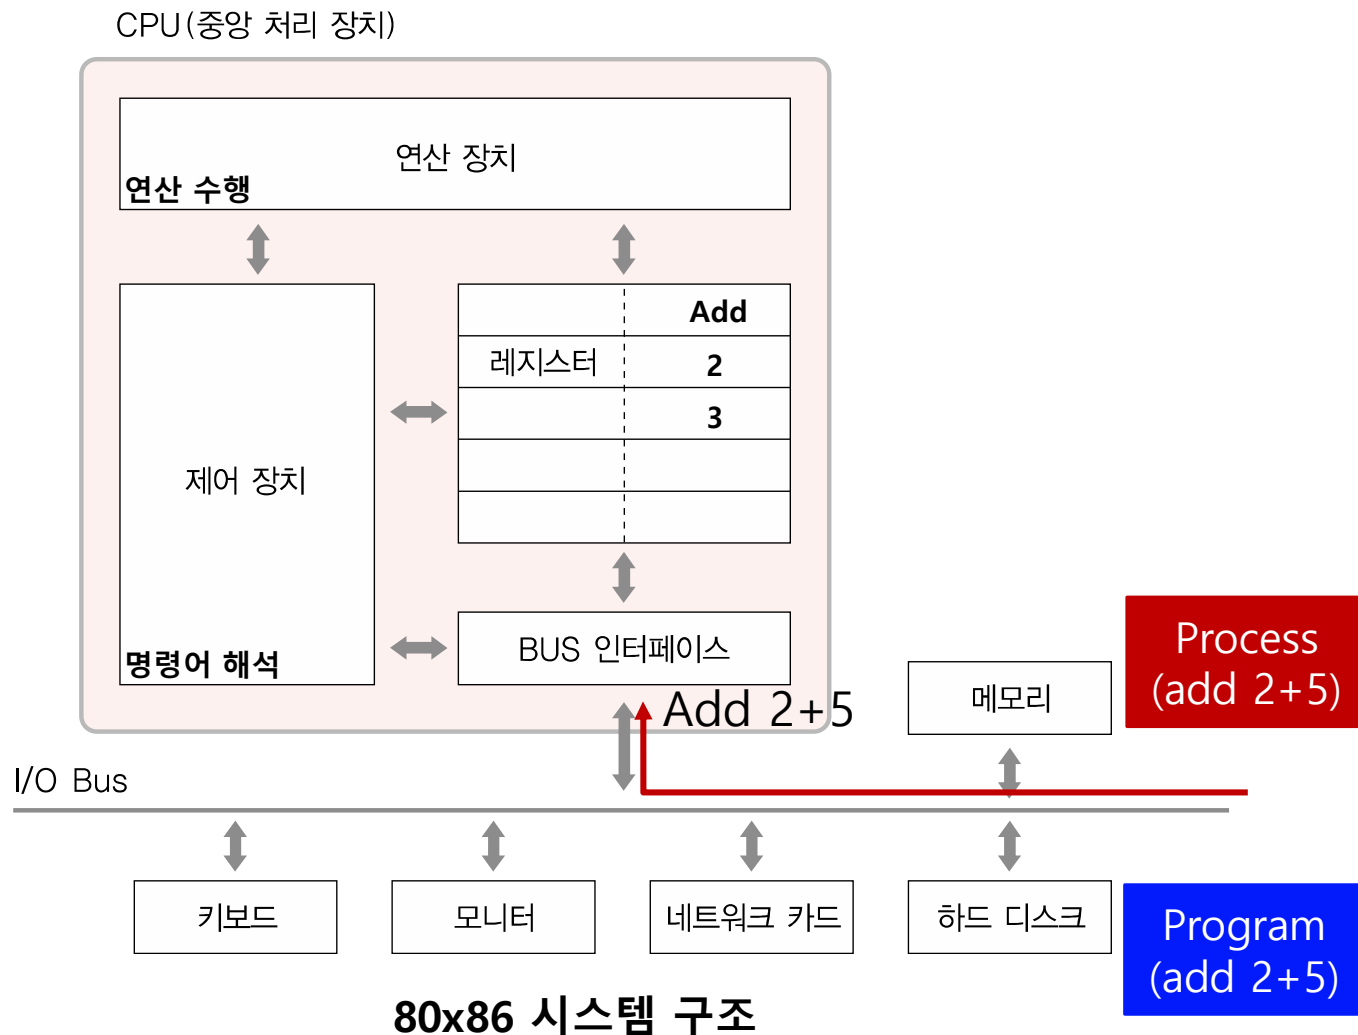 CPU(중앙 처리 장치)
연산 장치
연산 수행
Add
레지스터 2
3
제어 장치
명령어 해석
BUS 인터페이스
Add 2+5
메모리
Process
(add 2+5)
I/O Bus
키보드
모니터
네트워크 카드
하드 디스크
Program
(add 2+5)
80x86 시스템 구조